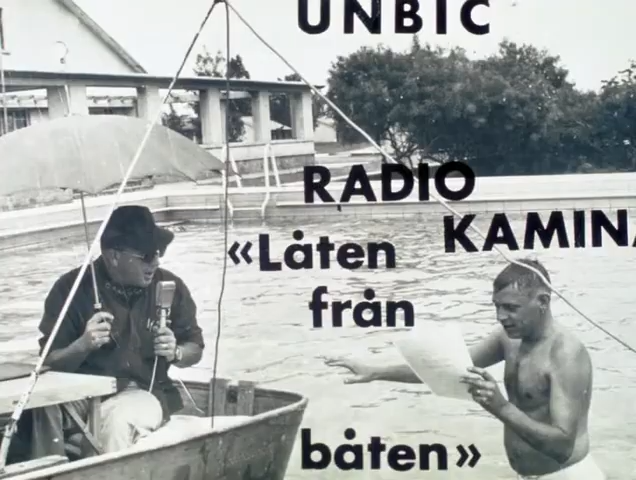 UNBIC
RADIO
KAMINA
«Låten
från
båten»